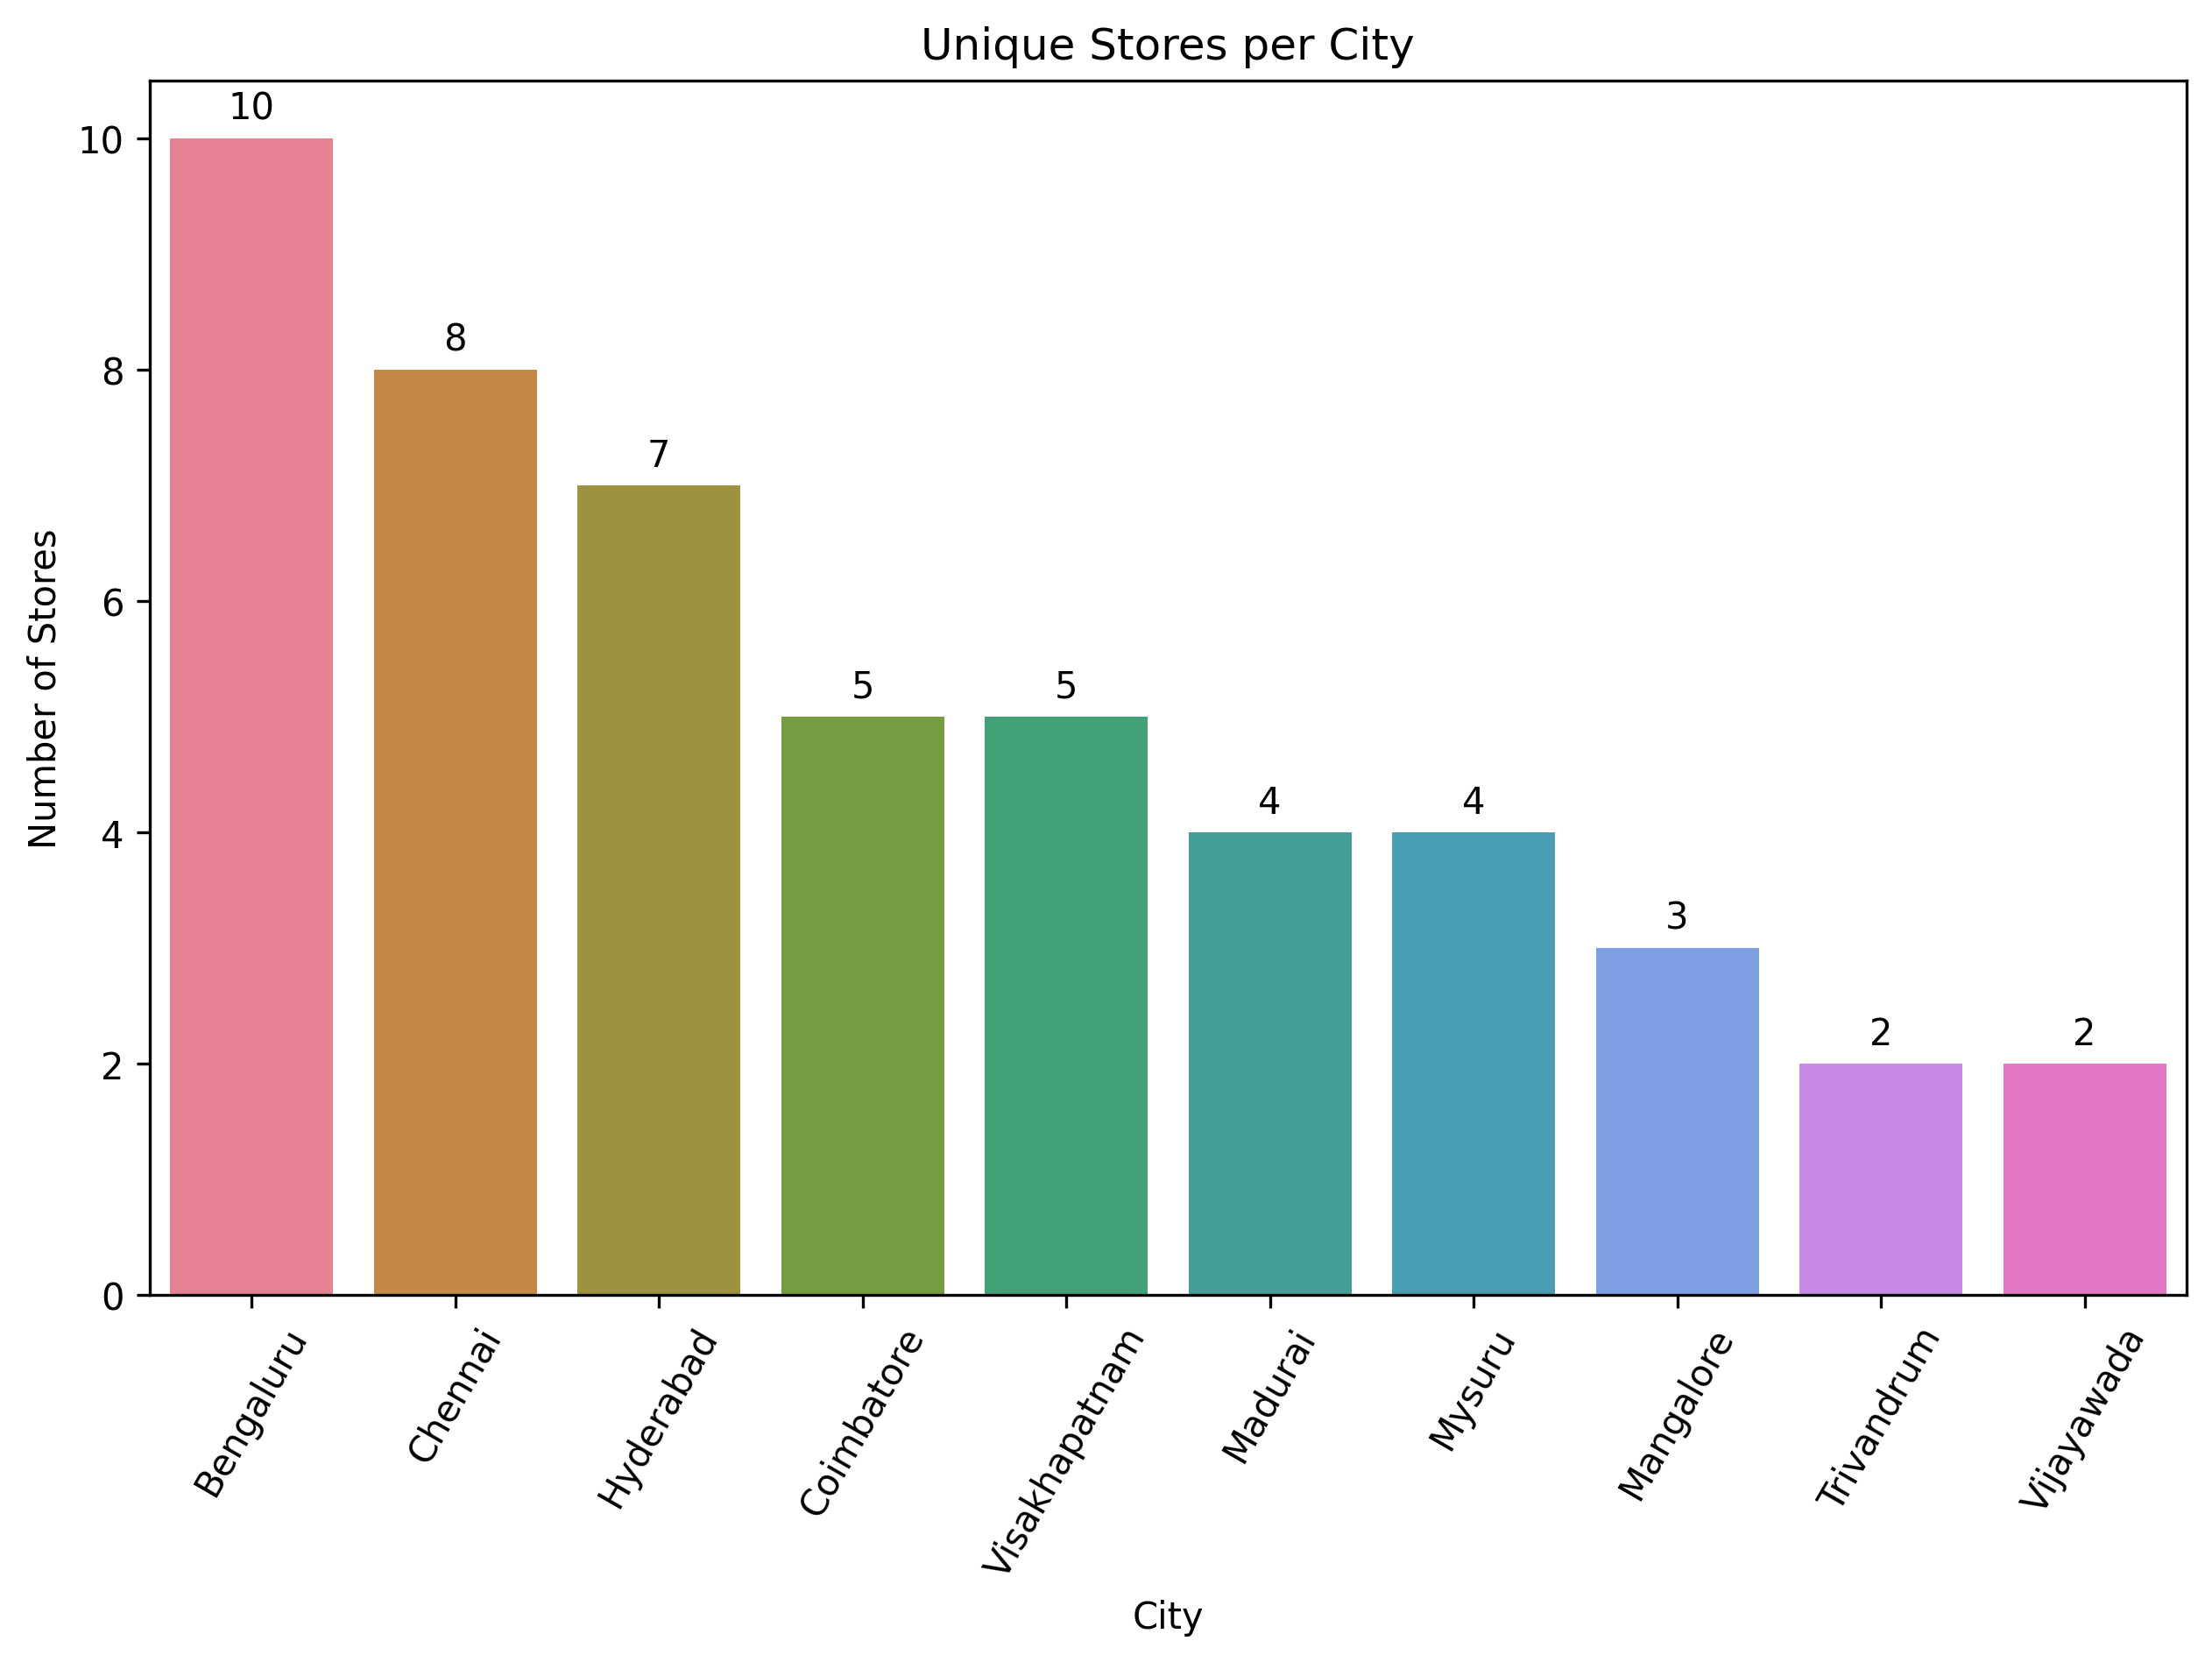 Unique Stores per City
Number of Stores
10
8
6
4
2
0
10
8
7
5
5
4
4
3
2
2
Bengaluru
Chennai
Hyderabad
Coimbatore
Visakhapatnam
Madurai
Mysuru
Mangalore
Trivandrum
Vijayawada
City